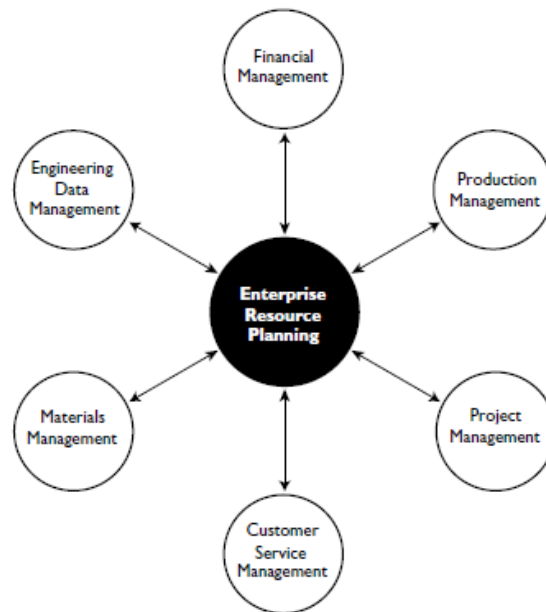 Financial
Management
Engineering
Data
Management
Production
Management
Enterprise
Resource
Planning
Materials
Management
Project
Management
Customer
Service
Management